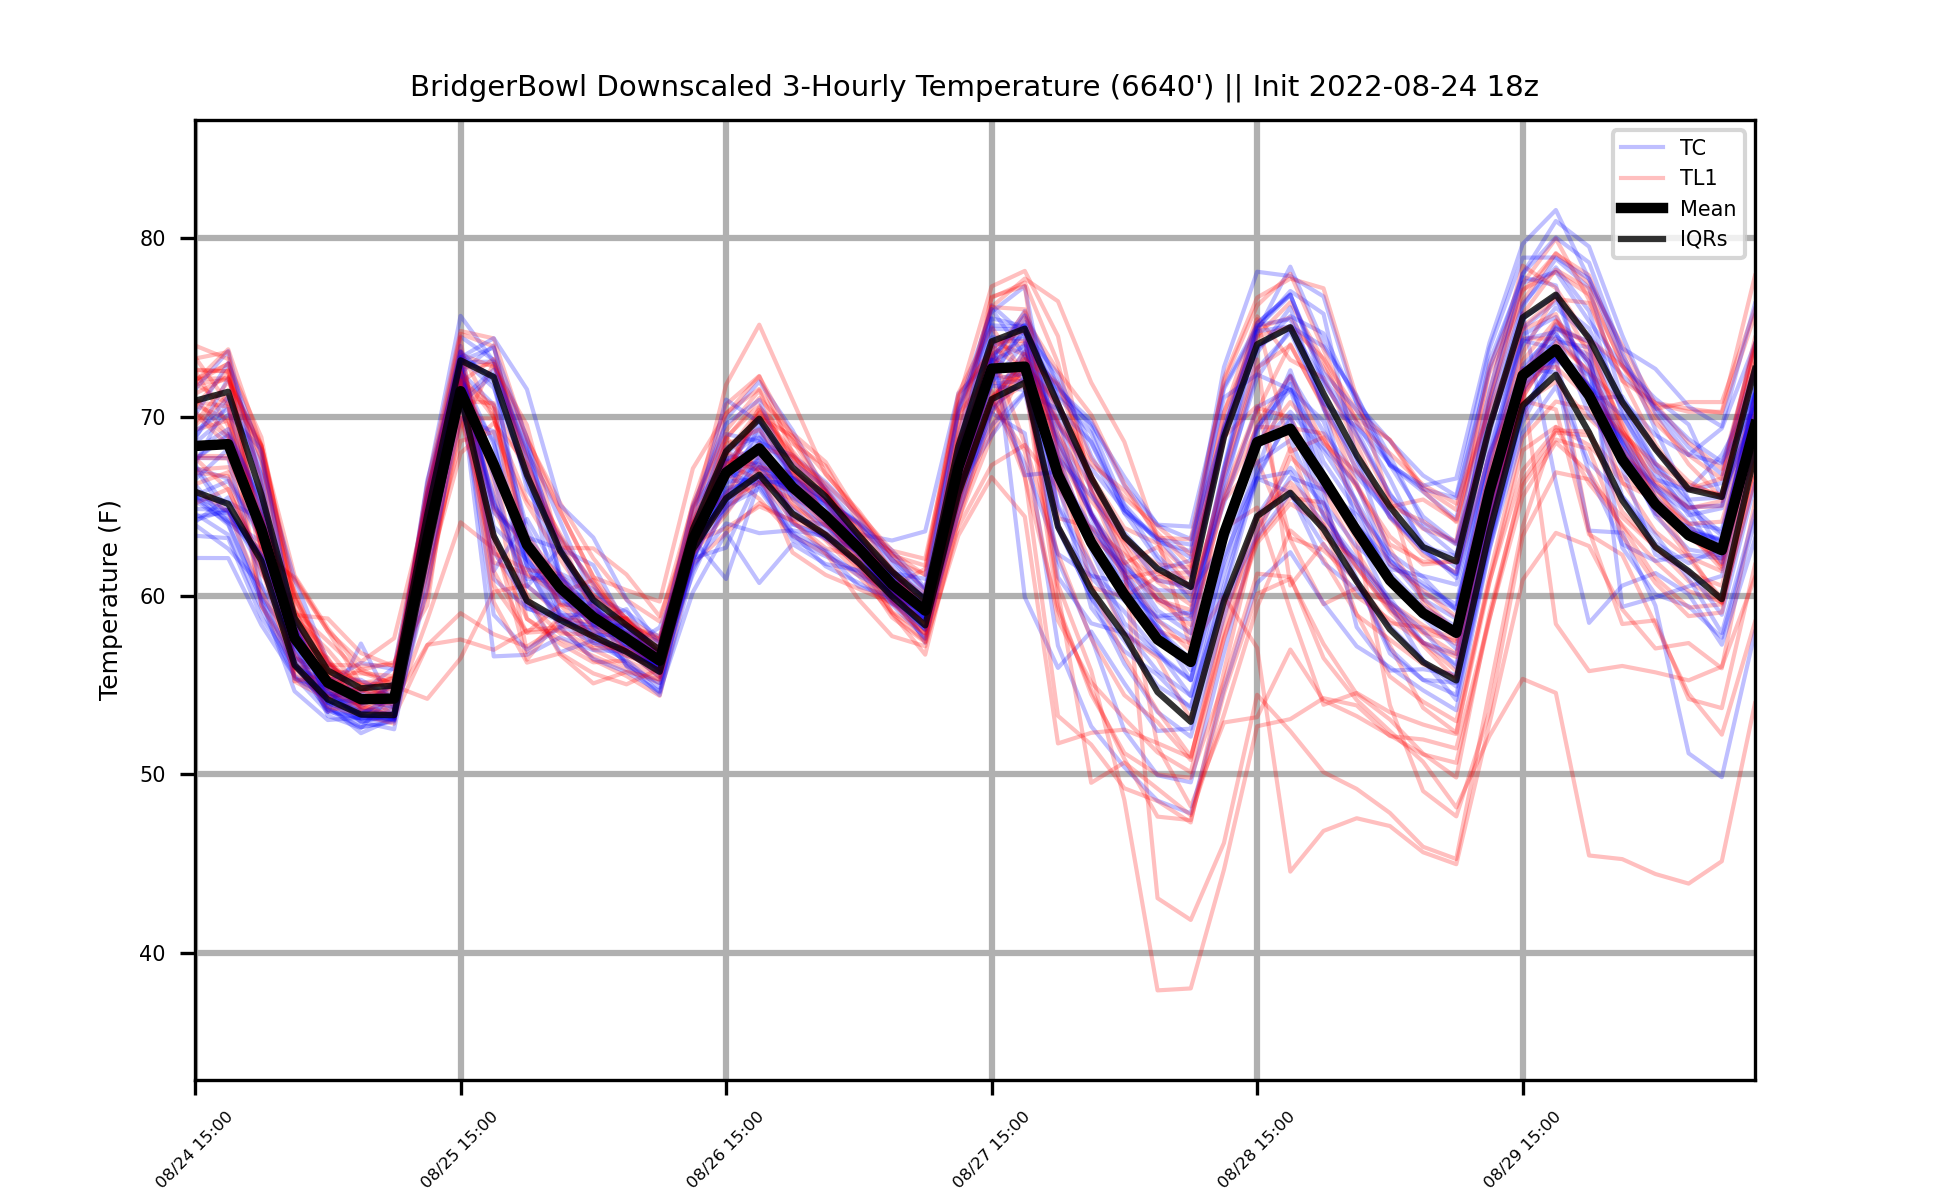 BridgerBowl Downscaled 3-Hourly Temperature (6640') || Init 2022-08-24 18z
TC
TL1
Mean
IQRs
Temperature (F)
80
70
60
50
40
08/24 15:00
08/25 15:00
08/26 15:00
08/27 15:00
08/28 15:00
08/29 15:00